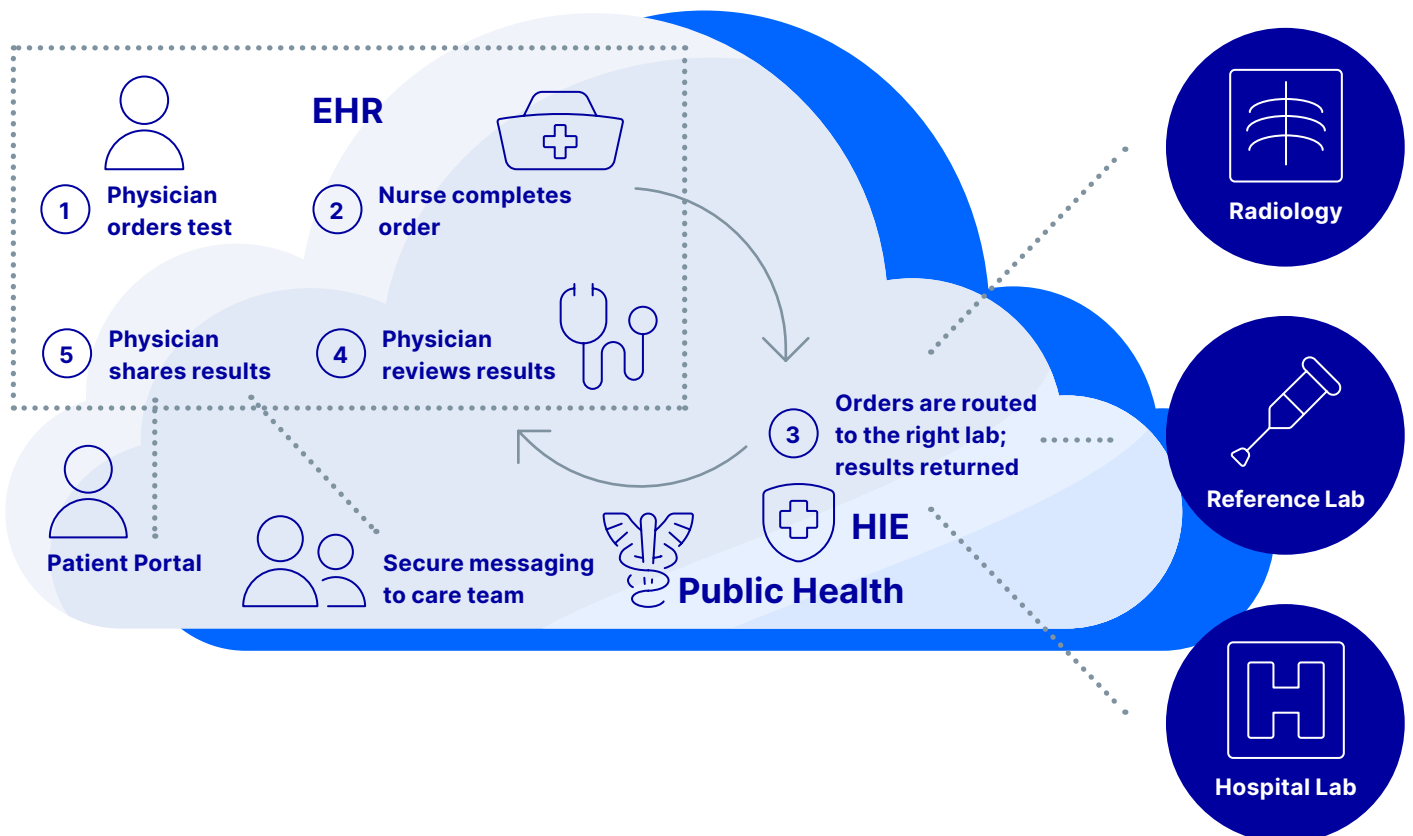 EHR
1
Physician
orders test
2
Nurse completes
order
5
Physician
shares results
4
Physician
reviews results
3
Orders are routed
to the right lab;
results returned
HIE
Public Health
Patient Portal
Secure messaging
to care team
Radiology
Reference Lab
H
Hospital Lab